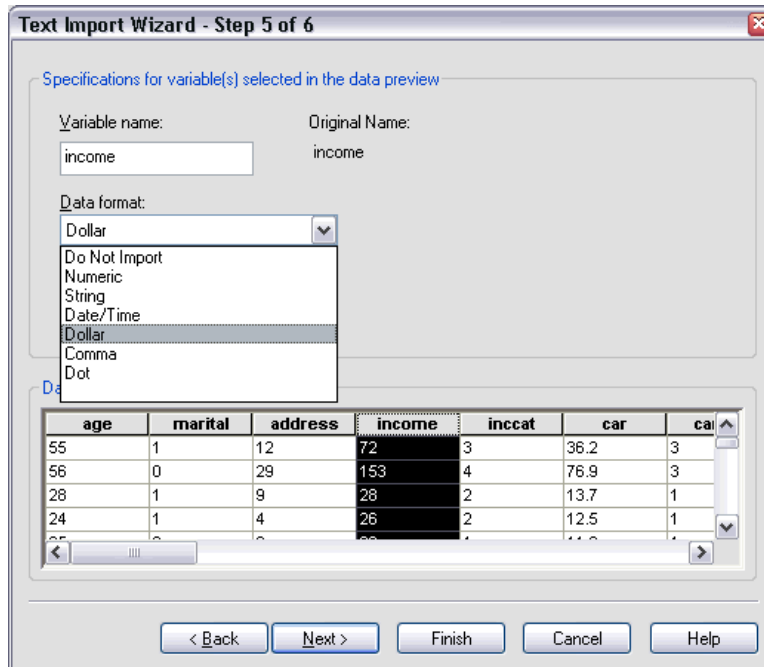 Text Import Wizard - Step 5 of 6
Specifications for variable(s) selected in the data preview
Variable name: Original Name:
income income
Data format:
Dollar
Do Not Import
Numeric
String
Date/Time
Dollar
Comma
Dot
age marital address income inccat car
55 1 12 72 3 36.2 3
56 0 29 153 4 76.9 3
28 1 9 28 2 13.7 1
24 1 4 26 2 12.5 1
< Back Next > Finish Cancel Help